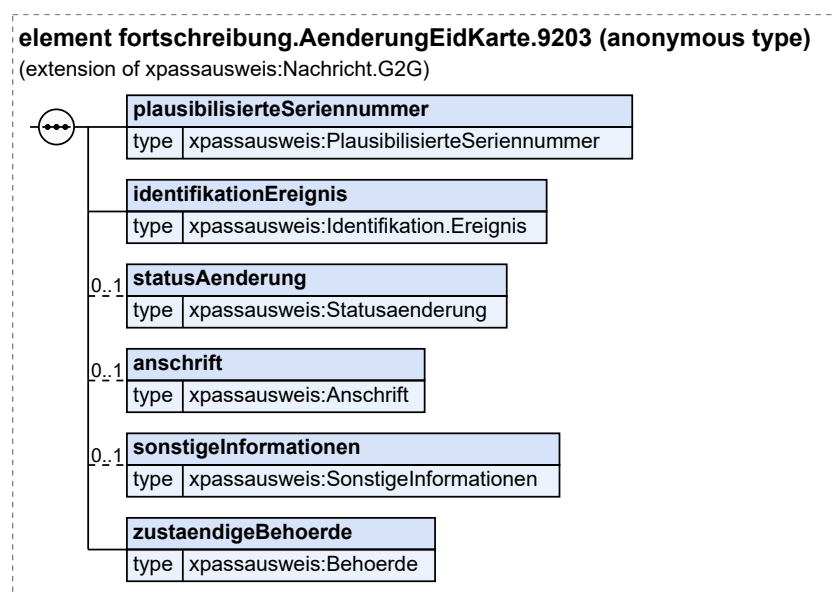 element fortschreibung.AenderungEidKarte.9203 (anonymous type)
(extension of xpassausweis:Nachricht.G2G)
plausibilisierteSeriennummer
type xpassausweis:PlausibilisierteSeriennummer
identifikationEreignis
type xpassausweis:Identifikation.Ereignis
0..1 statusAenderung
type xpassausweis:Statusaenderung
0..1 anschrift
type xpassausweis:Anschrift
0..1 sonstigeInformationen
type xpassausweis:SonstigeInformationen
zustaendigeBehoerde
type xpassausweis:Behoerde